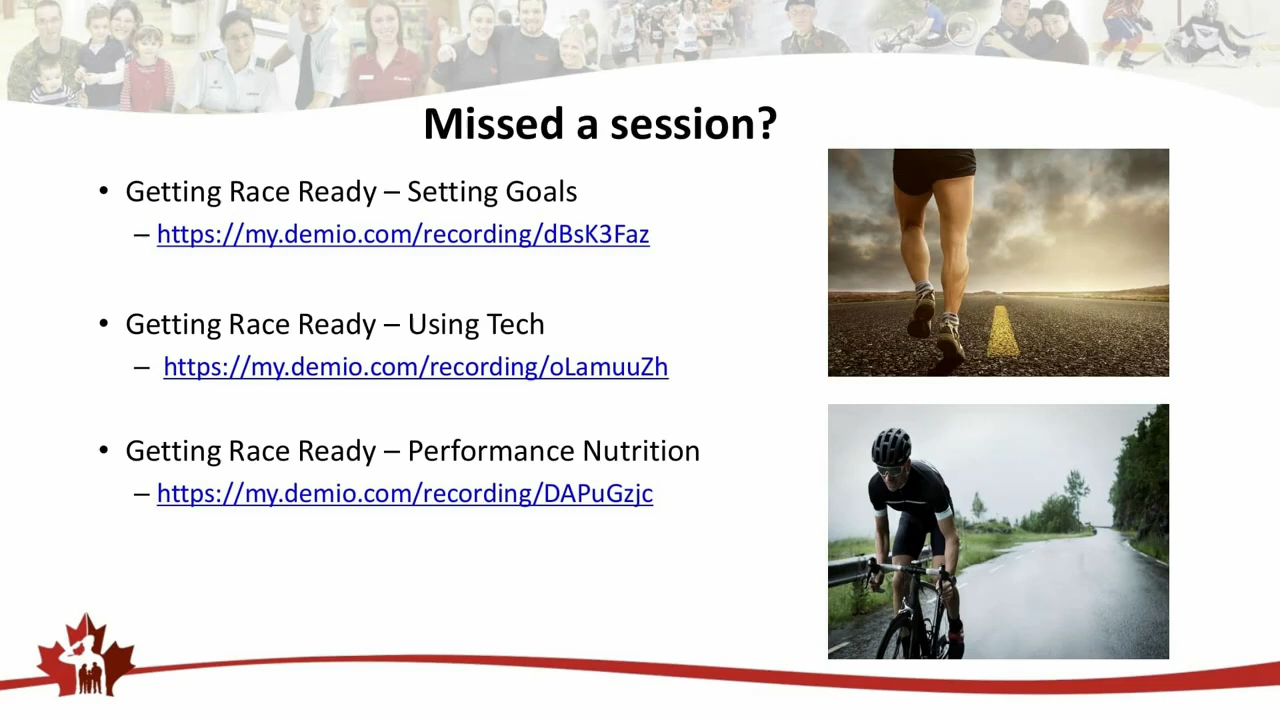 Missed a session?
• Getting Race Ready – Setting Goals
– https://my.demio.com/recording/dBsK3Faz
• Getting Race Ready – Using Tech
– https://my.demio.com/recording/oLamuuZh
• Getting Race Ready – Performance Nutrition
– https://my.demio.com/recording/DAPuGzjc